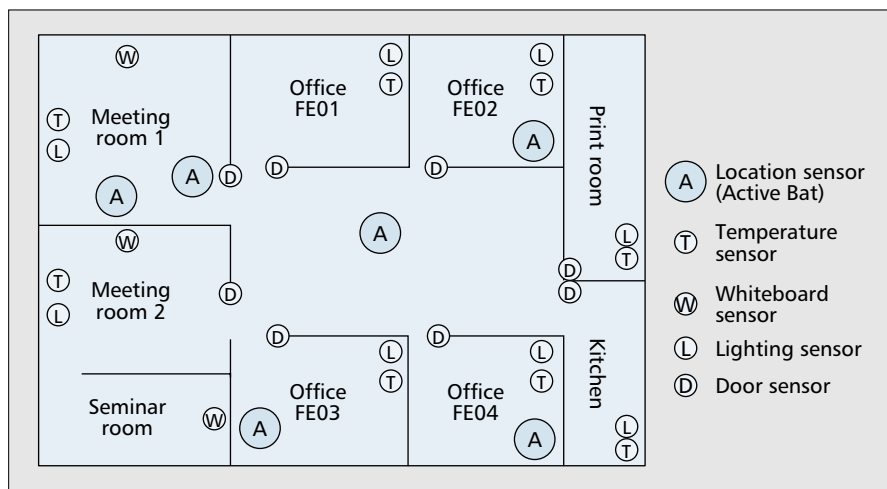 W
L
T
Office
FE01
L
T
Office
FE02
Print room
T
L
Meeting
room 1
A
A
D
D
A
D
A
Location sensor
(Active Bat)
A
L
T
Temperature
sensor
T
W
T
L
Meeting
room 2
D
D
D
Whiteboard
sensor
W
D
D
L
T
L
T
Kitchen
Lighting sensor
L
Door sensor
D
Seminar
room
W
A
Office
FE03
Office
FE04
A
L
T